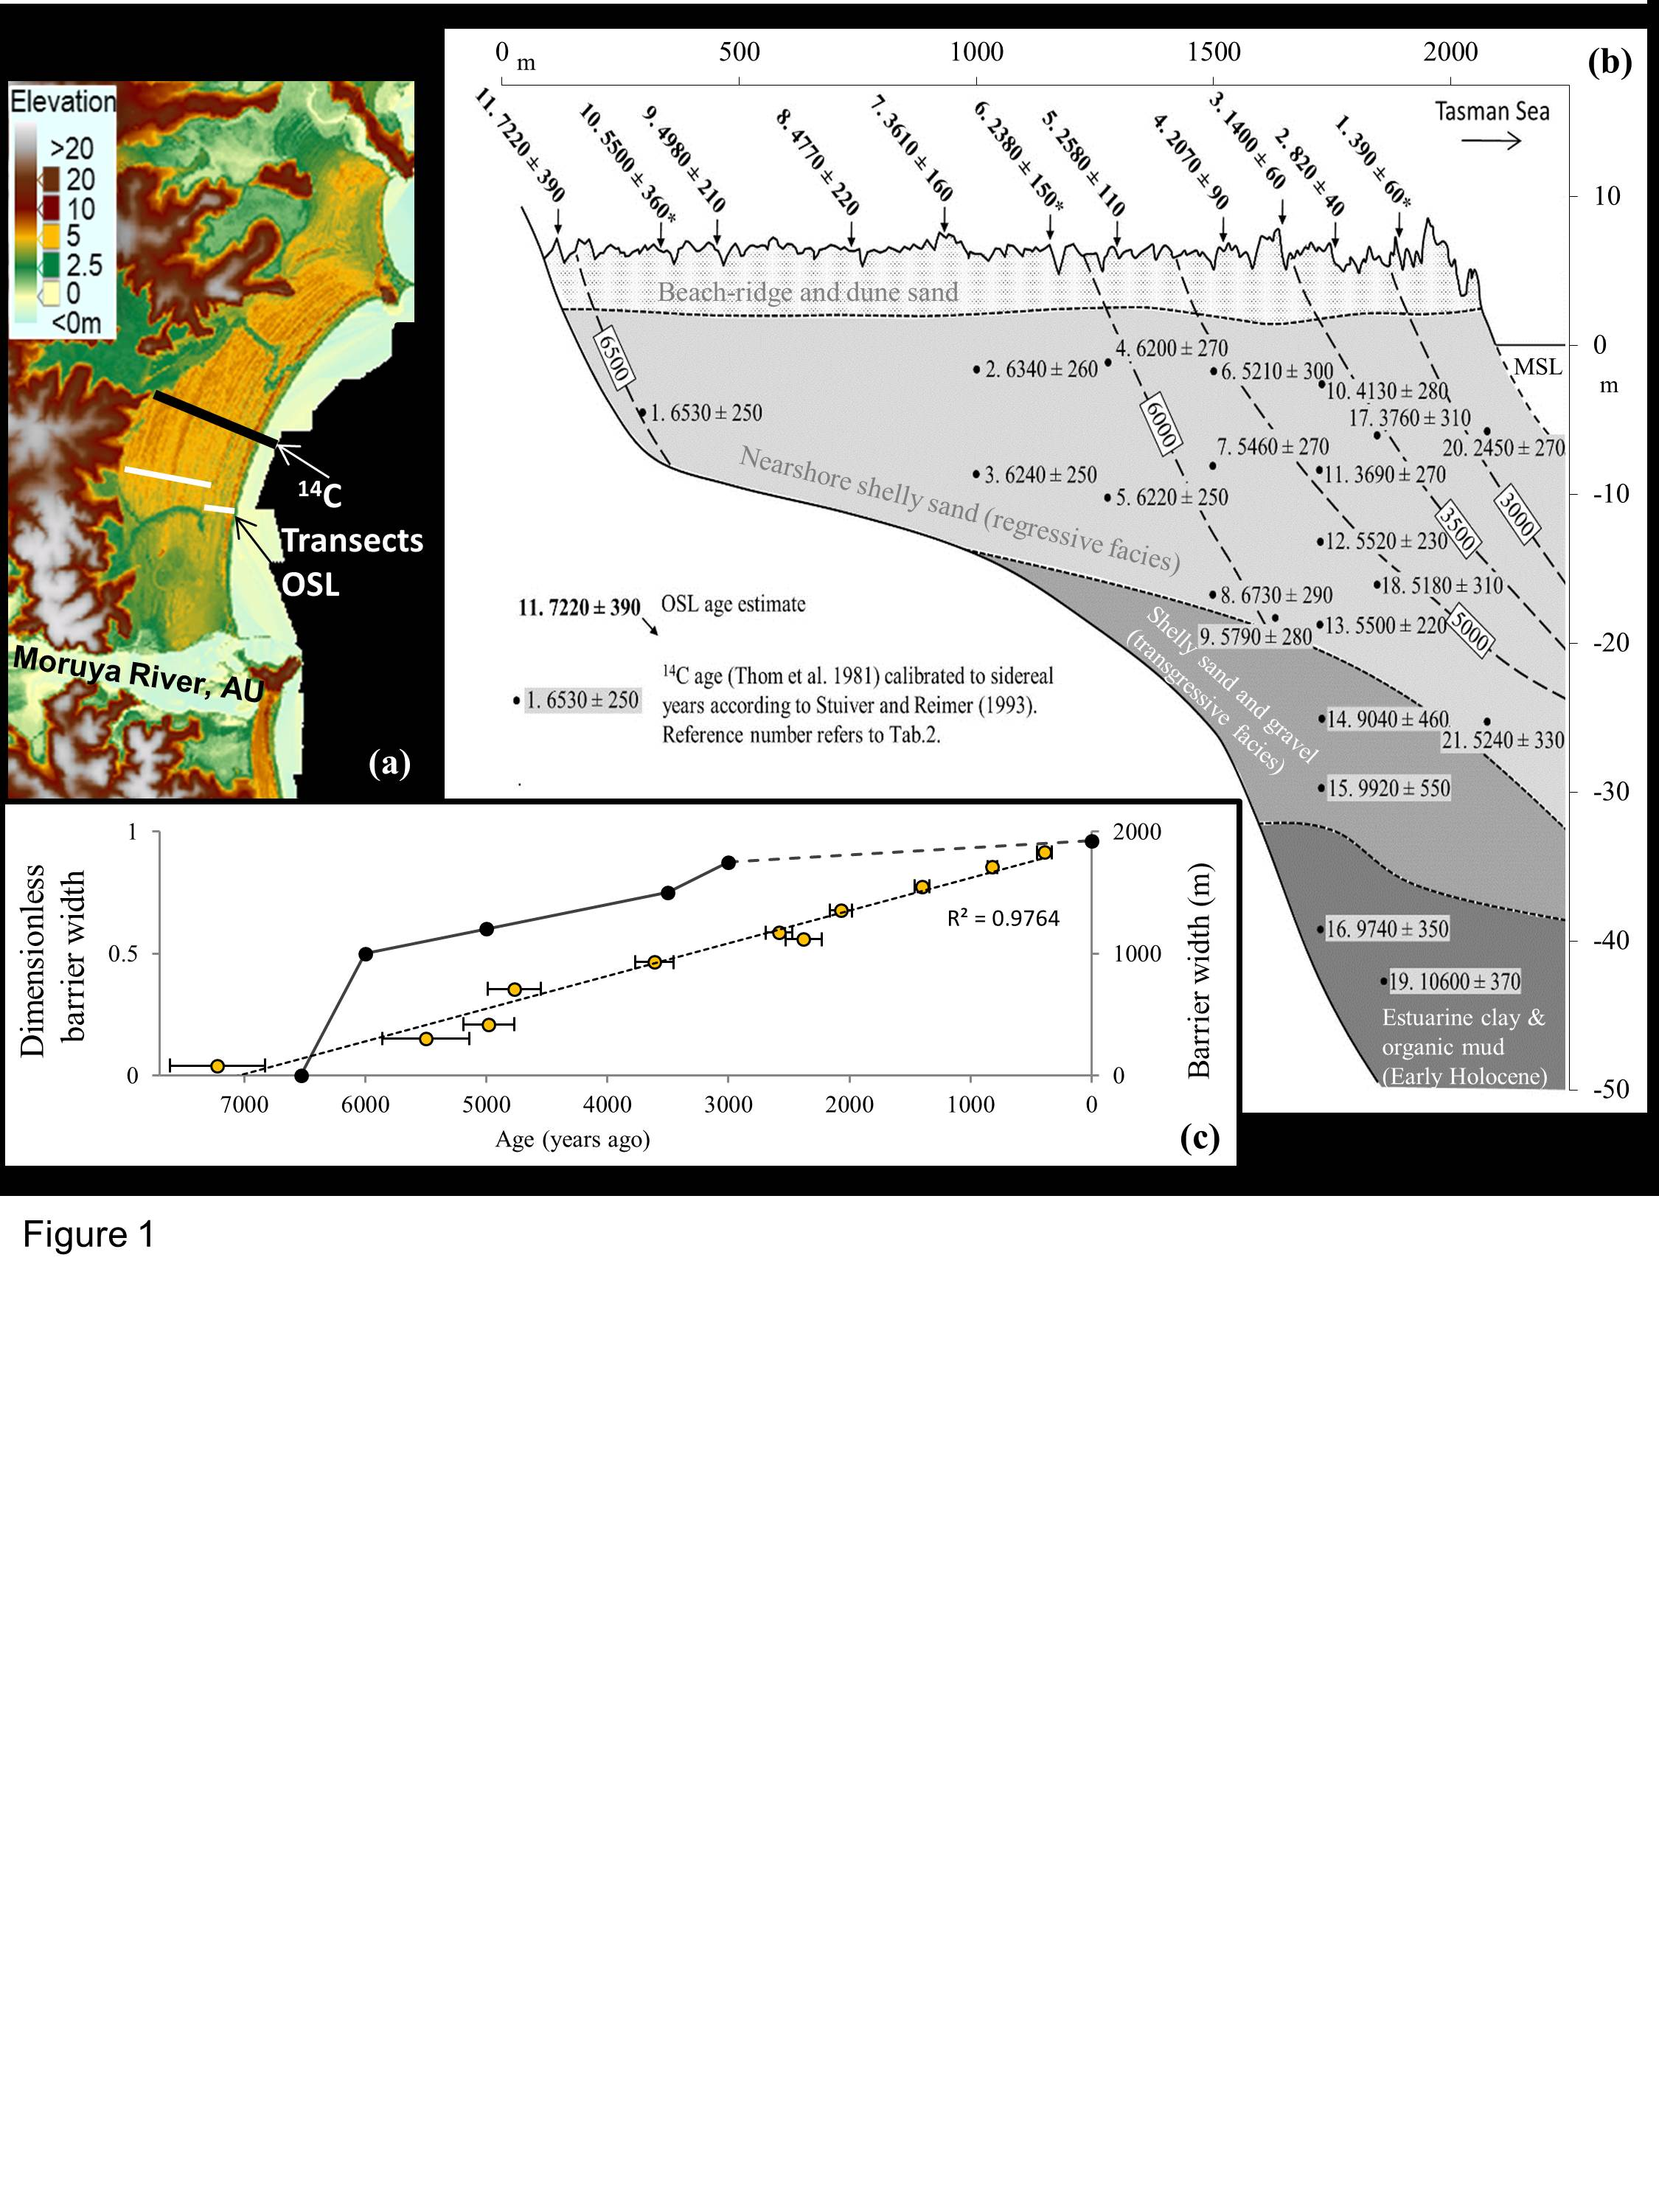 Elevation
>20
20
10
5
2.5
0
<0m
14C
Transects
OSL
Moruya River, AU
(a)
0 m 500 1000 1500 2000 (b)
11. 7220 ± 390
10. 5500 ± 360*
9. 4980 ± 210
8. 4770 ± 220
7. 3610 ± 160
6. 2380 ± 150*
5. 2580 ± 110
4. 2070 ± 90
3. 1400 ± 60
2. 820 ± 40
1. 390 ± 60*
Tasman Sea
10
0
m
-10
-20
-30
-40
-50
MSL
Beach-ridge and dune sand
6500
6000
5000
3500
3000
1. 6530 ± 250
2. 6340 ± 260
3. 6240 ± 250
4. 6200 ± 270
5. 6220 ± 250
6. 5210 ± 300
7. 5460 ± 270
8. 6730 ± 290
9. 5790 ± 280
10. 4130 ± 280
11. 3690 ± 270
12. 5520 ± 230
13. 5500 ± 220
14. 9040 ± 460
15. 9920 ± 550
16. 9740 ± 350
17. 3760 ± 310
18. 5180 ± 310
19. 10600 ± 370
20. 2450 ± 270
21. 5240 ± 330
Nearshore shelly sand (regressive facies)
Shelly sand and gravel
(transgressive facies)
Estuarine clay &
organic mud
(Early Holocene)
11. 7220 ± 390 OSL age estimate
1. 6530 ± 250
14C age (Thom et al. 1981) calibrated to sidereal
years according to Stuiver and Reimer (1993).
Reference number refers to Tab.2.
Dimensionless
barrier width
1
0.5
0
2000
1000
0
Barrier width (m)
R² = 0.9764
7000 6000 5000 4000 3000 2000 1000 0
Age (years ago)
(c)
Figure 1